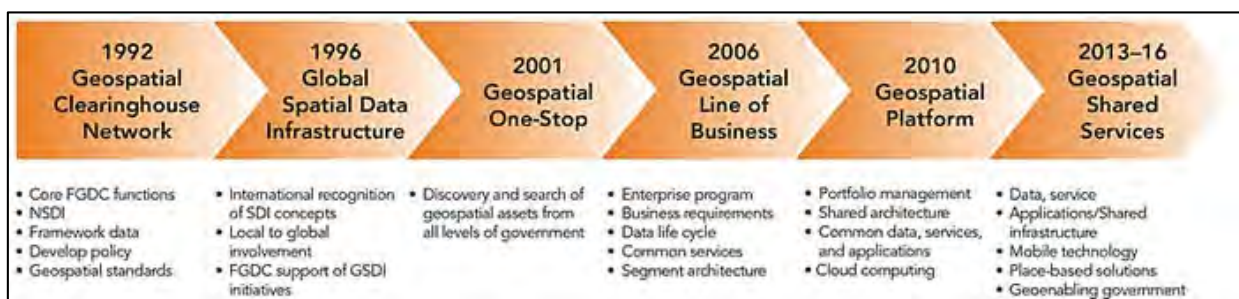 1992
Geospatial
Clearinghouse
Network
1996
Global
Spatial Data
Infrastructure
2001
Geospatial
One-Stop
2006
Geospatial
Line of
Business
2010
Geospatial
Platform
2013–16
Geospatial
Shared
Services
• Core FGDC functions
• NSDI
• Framework data
• Develop policy
• Geospatial standards
• International recognition
of SDI concepts
• Local to global
involvement
• FGDC support of GSDI
initiatives
• Discovery and search of
geospatial assets from
all levels of government
• Enterprise program
• Business requirements
• Data life cycle
• Common services
• Segment architecture
• Portfolio management
• Shared architecture
• Common data, services,
and applications
• Cloud computing
• Data, service
• Applications/Shared
infrastructure
• Mobile technology
• Place-based solutions
• Geoenabling government